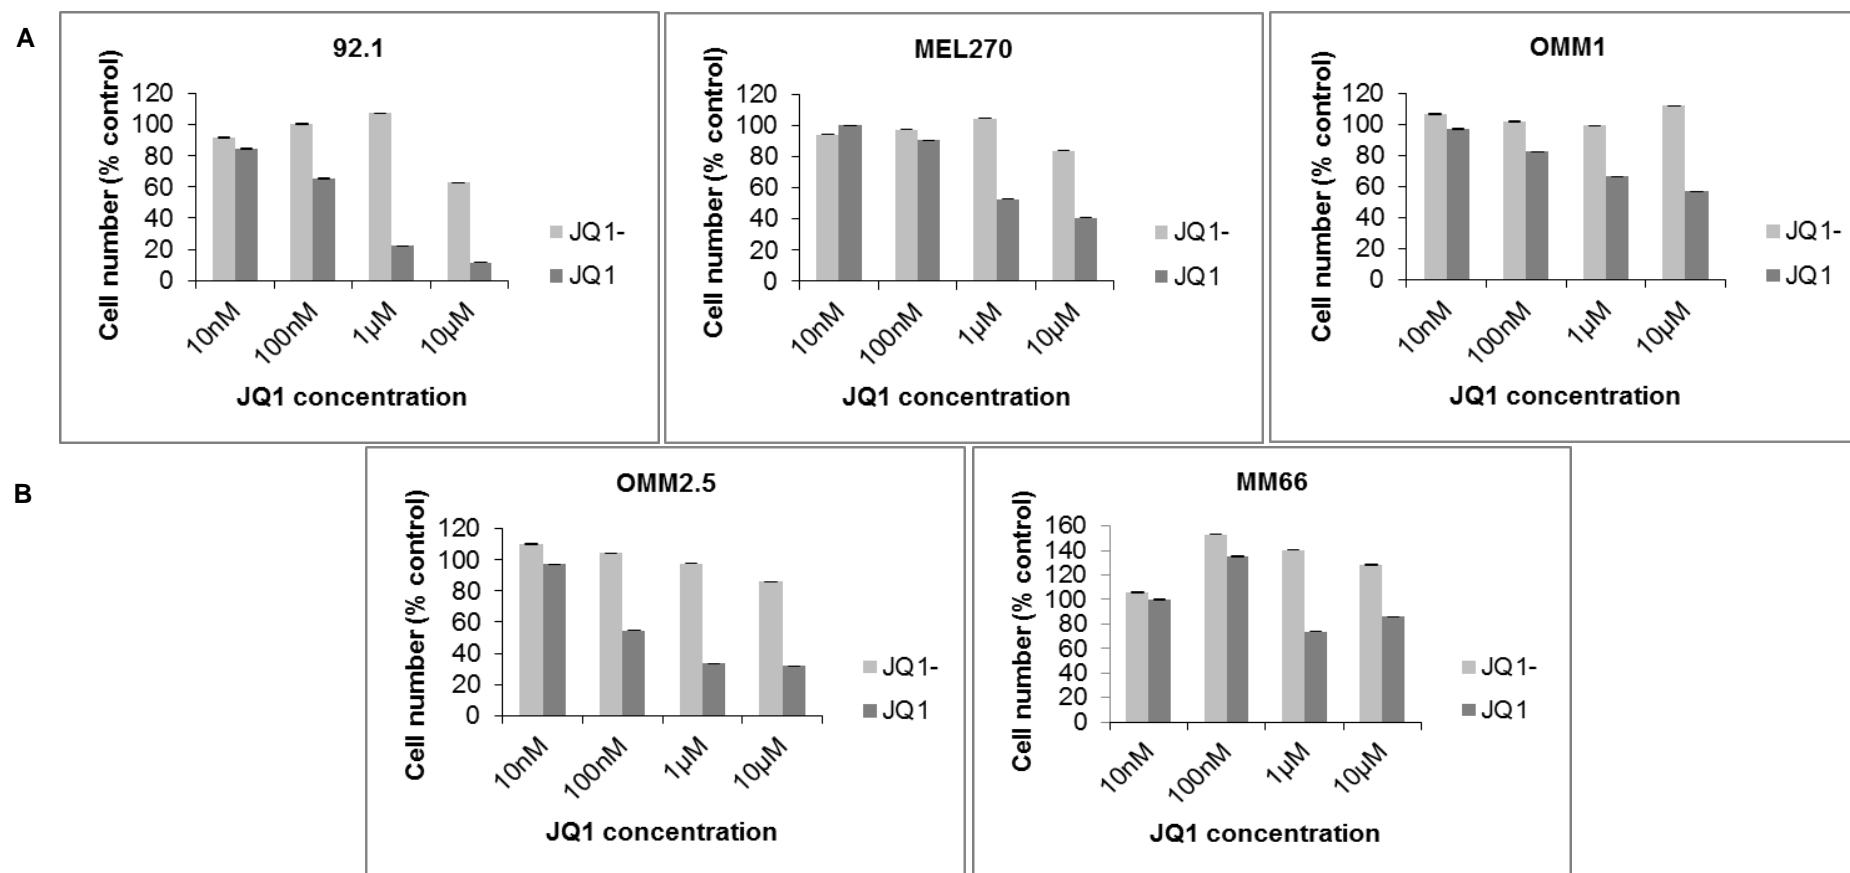 A
92.1
Cell number (% control)
120
100
80
60
40
20
0
10nM
100nM
1µM
10µM
JQ1 concentration
JQ1-
JQ1
MEL270
Cell number (% control)
120
100
80
60
40
20
0
10nM
100nM
1µM
10µM
JQ1 concentration
JQ1-
JQ1
OMM1
Cell number (% control)
120
100
80
60
40
20
0
10nM
100nM
1µM
10µM
JQ1 concentration
JQ1-
JQ1
B
OMM2.5
Cell number (% control)
120
100
80
60
40
20
0
10nM
100nM
1µM
10µM
JQ1 concentration
JQ1-
JQ1
MM66
Cell number (% control)
160
140
120
100
80
60
40
20
0
10nM
100nM
1µM
10µM
JQ1 concentration
JQ1-
JQ1